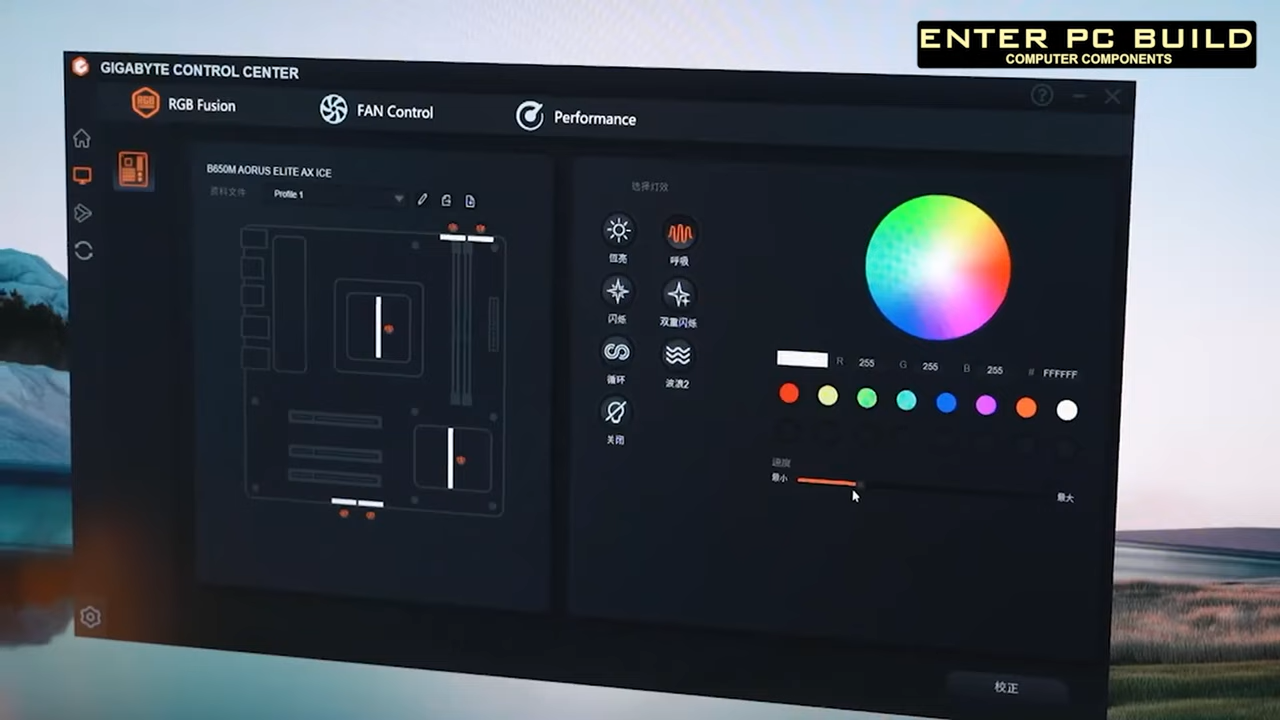 ENTER PC BUILD
COMPUTER COMPONENTS
GIGABYTE CONTROL CENTER
RGB Fusion
FAN Control
Performance
B650M AORUS ELITE AX ICE
资料文件 Profile 1
选择灯效
恒亮 呼吸
闪烁 双重闪烁
循环 波浪2
关闭
R 255 G 255 B 255 # FFFFFF
速度
最小 最大
校正